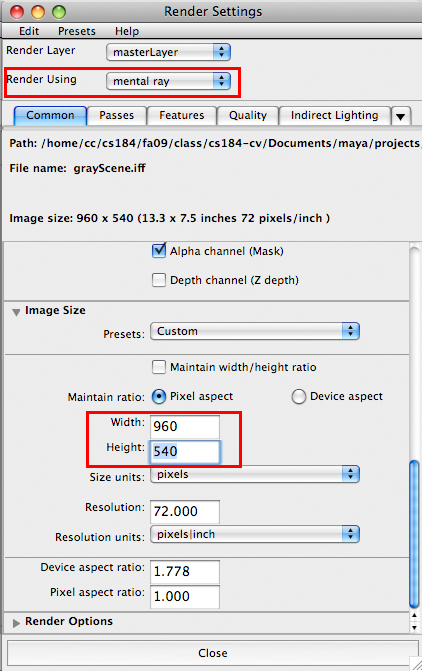 Render Settings
Edit Presets Help
Render Layer masterLayer
Render Using mental ray
Common Passes Features Quality Indirect Lighting
Path: /home/cc/cs184/fa09/class/cs184-cv/Documents/maya/projects
File name: grayScene.iff
Image size: 960 x 540 (13.3 x 7.5 inches 72 pixels/inch )
Alpha channel (Mask)
Depth channel (Z depth)
Image Size
Presets: Custom
Maintain width/height ratio
Maintain ratio: Pixel aspect Device aspect
Width: 960
Height: 540
Size units: pixels
Resolution: 72.000
Resolution units: pixels|inch
Device aspect ratio: 1.778
Pixel aspect ratio: 1.000
Render Options
Close